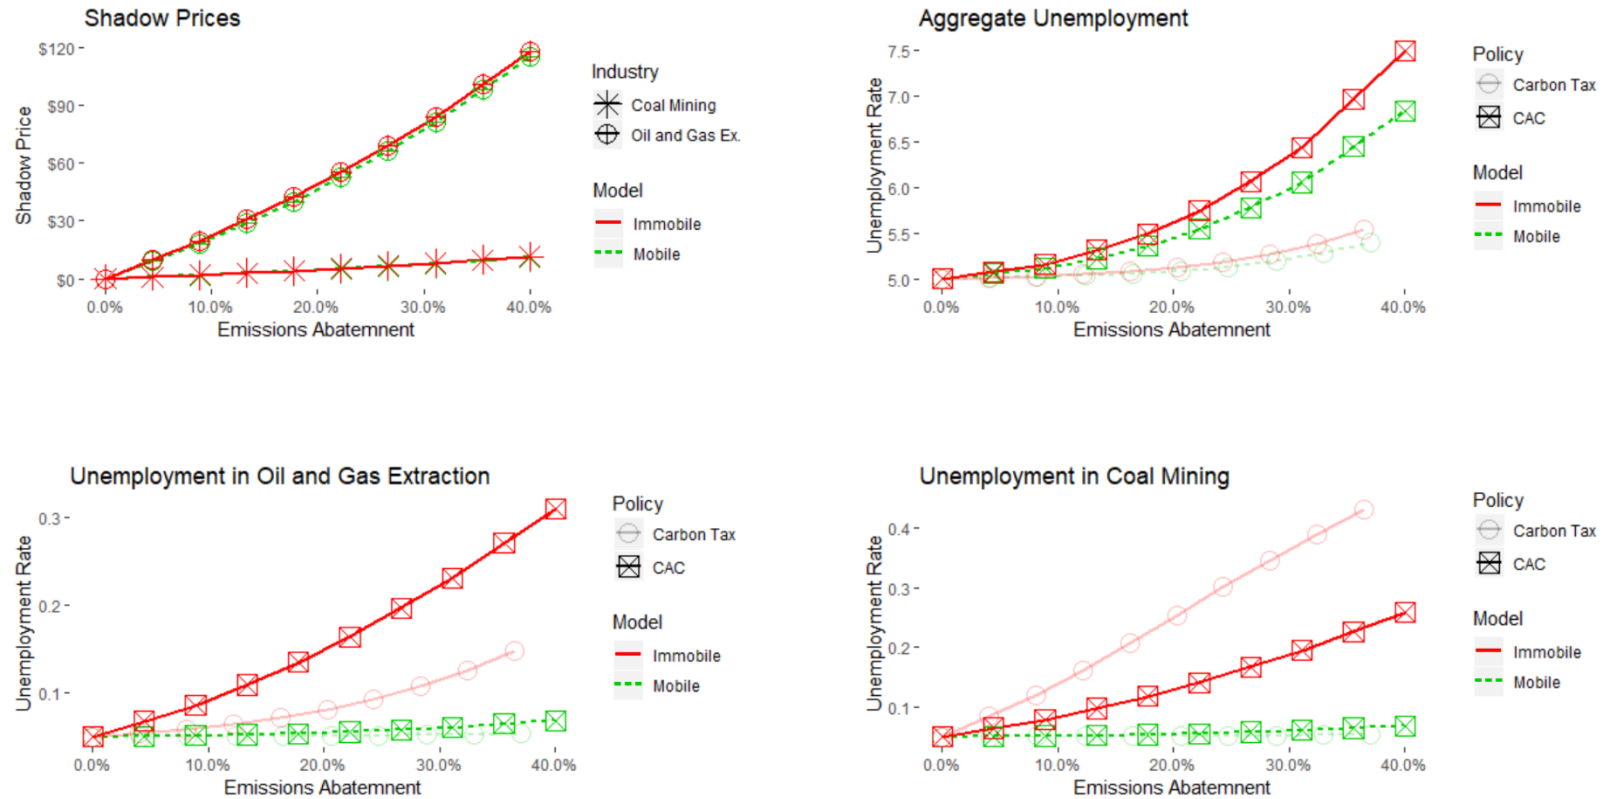 Shadow Prices
$120
$90
$60
$30
$0
Shadow Price
0.0%
10.0%
20.0%
30.0%
40.0%
Emissions Abatemnent
Industry
Coal Mining
Oil and Gas Ex.
Model
Immobile
Mobile
Aggregate Unemployment
7.5
7.0
6.5
6.0
5.5
5.0
Unemployment Rate
0.0%
10.0%
20.0%
30.0%
40.0%
Emissions Abatemnent
Policy
Carbon Tax
CAC
Model
Immobile
Mobile
Unemployment in Oil and Gas Extraction
0.3
0.2
0.1
Unemployment Rate
0.0%
10.0%
20.0%
30.0%
40.0%
Emissions Abatemnent
Policy
Carbon Tax
CAC
Model
Immobile
Mobile
Unemployment in Coal Mining
0.4
0.3
0.2
0.1
Unemployment Rate
0.0%
10.0%
20.0%
30.0%
40.0%
Emissions Abatemnent
Policy
Carbon Tax
CAC
Model
Immobile
Mobile